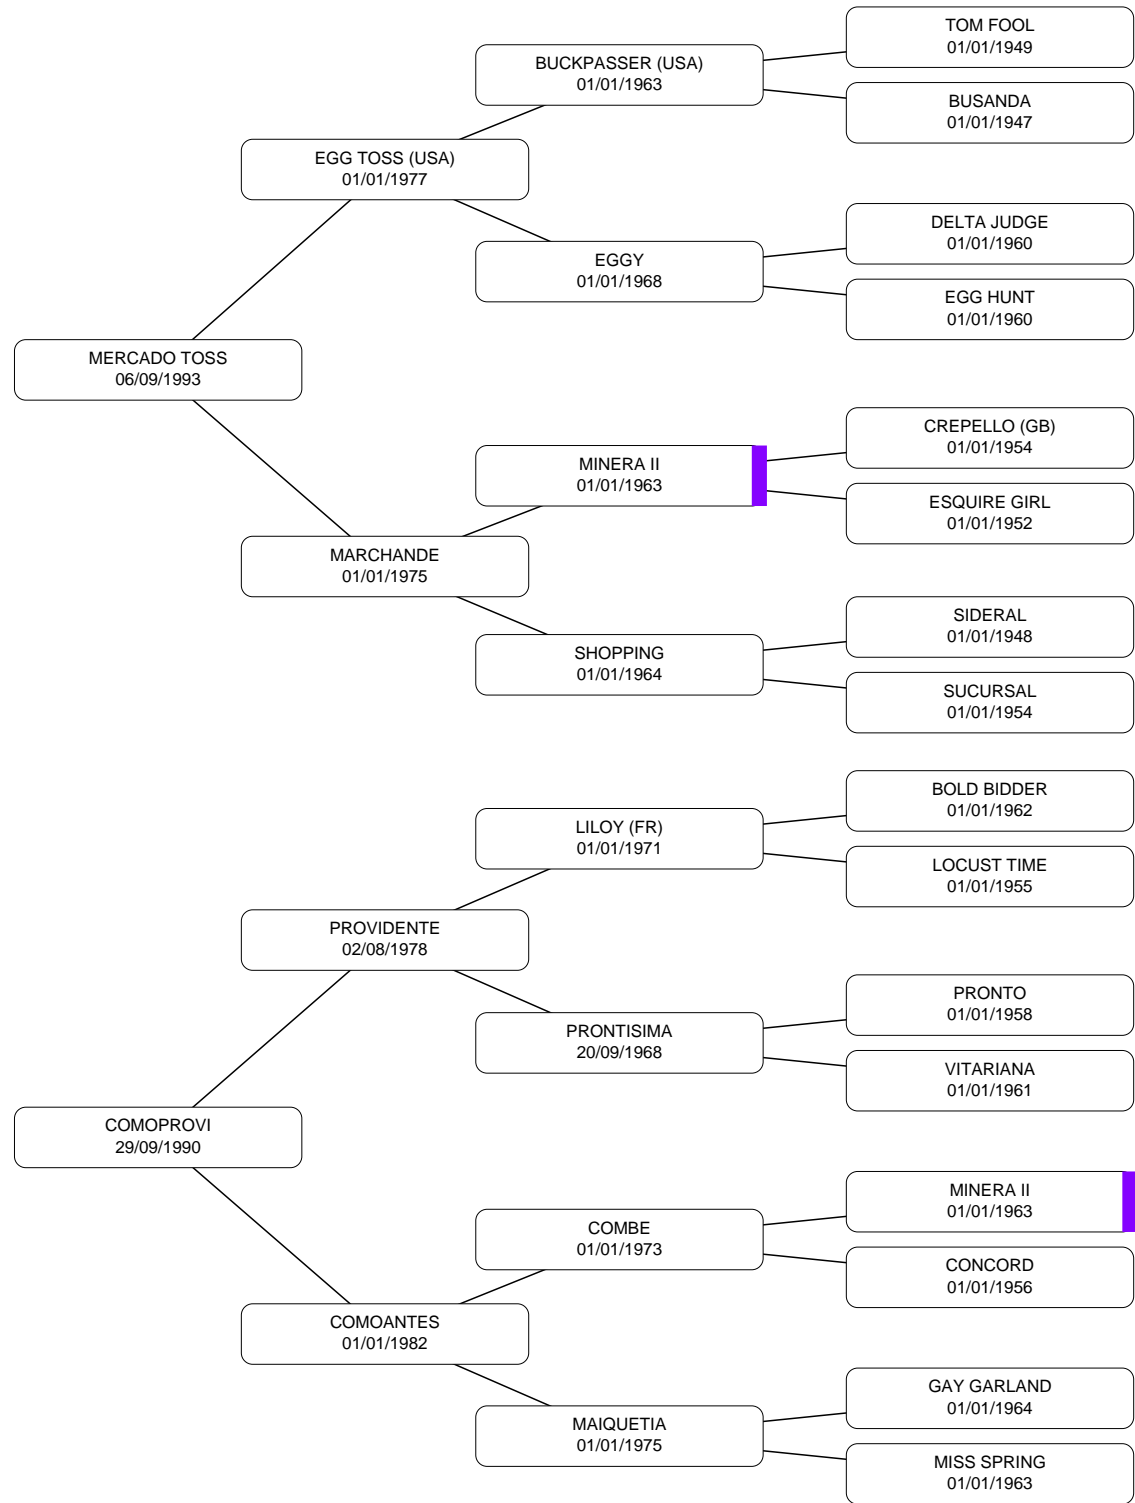 TOM FOOL
01/01/1949
BUCKPASSER (USA)
01/01/1963
BUSANDA
01/01/1947
EGG TOSS (USA)
01/01/1977
DELTA JUDGE
01/01/1960
EGGY
01/01/1968
EGG HUNT
01/01/1960
MERCADO TOSS
06/09/1993
CREPELLO (GB)
01/01/1954
MINERA II
01/01/1963
ESQUIRE GIRL
01/01/1952
MARCHANDE
01/01/1975
SIDERAL
01/01/1948
SHOPPING
01/01/1964
SUCURSAL
01/01/1954
BOLD BIDDER
01/01/1962
LILOY (FR)
01/01/1971
LOCUST TIME
01/01/1955
PROVIDENTE
02/08/1978
PRONTO
01/01/1958
PRONTISIMA
20/09/1968
VITARIANA
01/01/1961
COMOPROVI
29/09/1990
MINERA II
01/01/1963
COMBE
01/01/1973
CONCORD
01/01/1956
COMOANTES
01/01/1982
GAY GARLAND
01/01/1964
MAIQUETIA
01/01/1975
MISS SPRING
01/01/1963